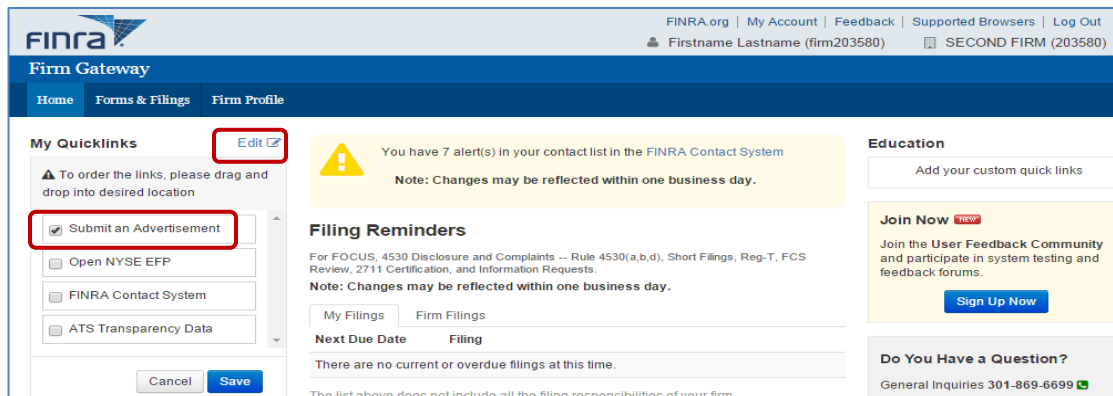 FINRA.org | My Account | Feedback | Supported Browsers | Log Out
Finra
Firstname Lastname (firm203580) SECOND FIRM (203580)
Firm Gateway
Home Forms & Filings Firm Profile
My Quicklinks Edit
To order the links, please drag and
drop into desired location
Submit an Advertisement
Open NYSE EFP
FINRA Contact System
ATS Transparency Data
Cancel Save
You have 7 alert(s) in your contact list in the FINRA Contact System
Note: Changes may be reflected within one business day.
Filing Reminders
For FOCUS, 4530 Disclosure and Complaints -- Rule 4530(a,b,d), Short Filings, Reg-T, FCS
Review, 2711 Certification, and Information Requests.
Note: Changes may be reflected within one business day.
My Filings Firm Filings
Next Due Date Filing
There are no current or overdue filings at this time.
The list above does not include all the filing responsibilities of your firm.
Education
Add your custom quick links
Join Now NEW
Join the User Feedback Community
and participate in system testing and
feedback forums.
Sign Up Now
Do You Have a Question?
General Inquiries 301-869-6699